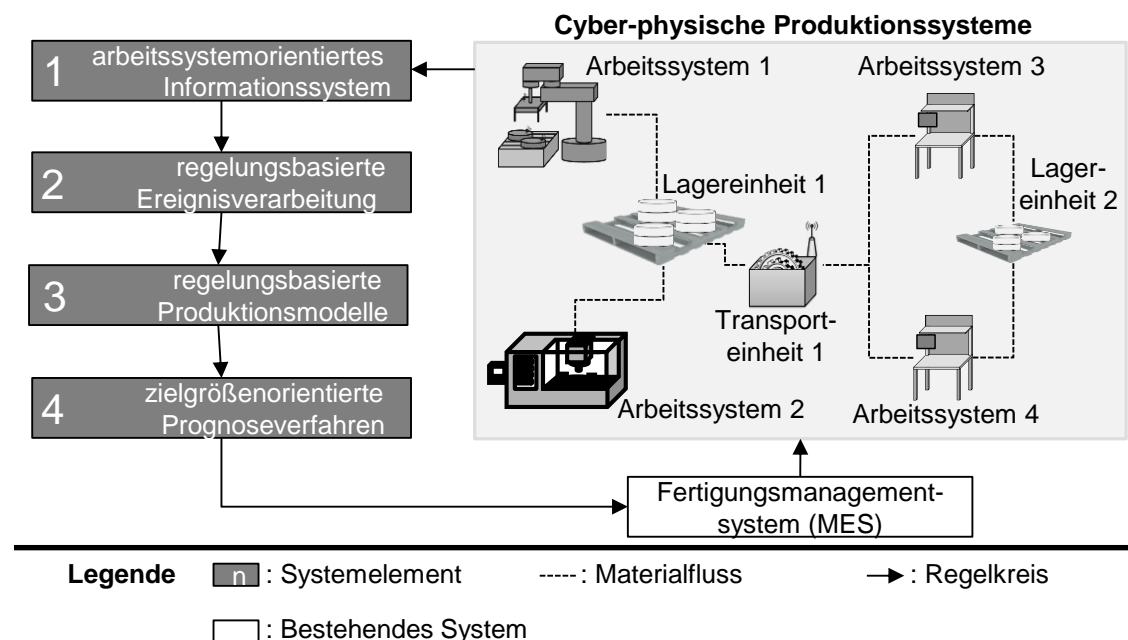 Cyber-physische Produktionssysteme
1 arbeitssystemorientiertes
Informationssystem
2 regelungsbasierte
Ereignisverarbeitung
3 regelungsbasierte
Produktionsmodelle
4 zielgrößenorientierte
Prognoseverfahren
Arbeitssystem 1
Arbeitssystem 3
Lagereinheit 1
Lager-
einheit 2
Transport-
einheit 1
Arbeitssystem 2
Arbeitssystem 4
Fertigungsmanagement-
system (MES)
Legende n : Systemelement : Materialfluss : Regelkreis
: Bestehendes System